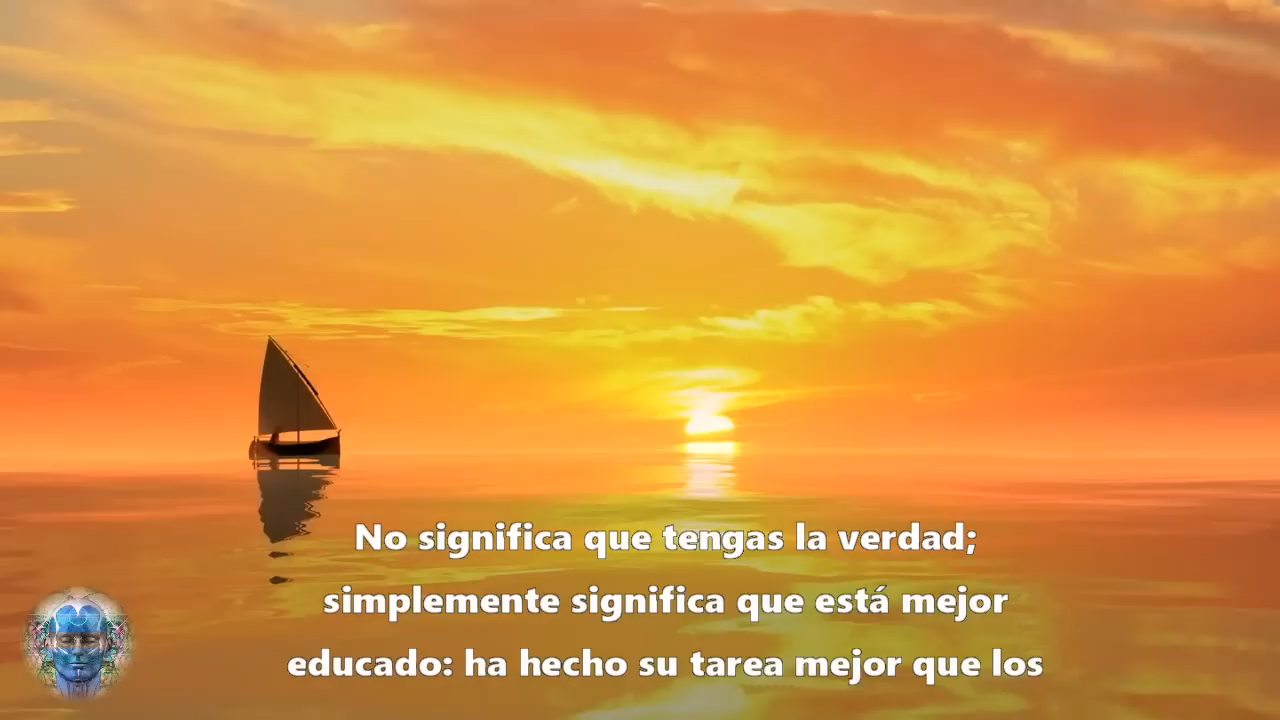 No significa que tengas la verdad;
simplemente significa que está mejor
educado: ha hecho su tarea mejor que los